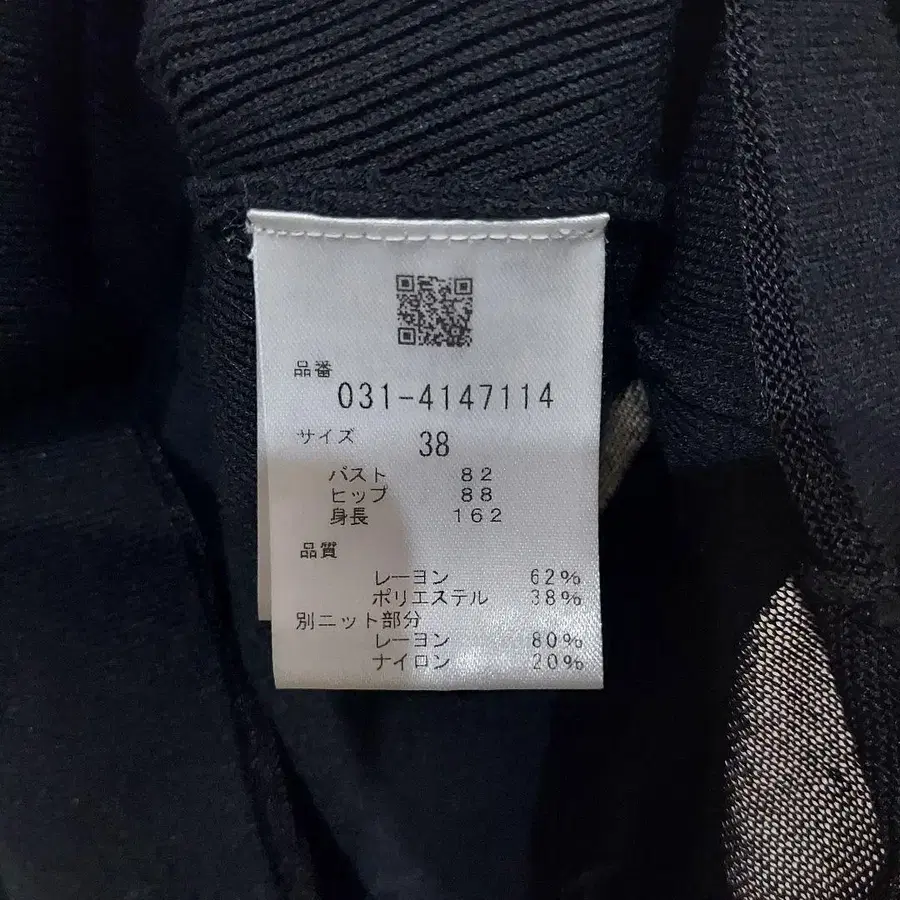 品番
031-4147114
サイズ 38
バスト 82
ヒップ 88
身長 162
品質
レーヨン 62%
ポリエステル 38%
別ニット部分
レーヨン 80%
ナイロン 20%